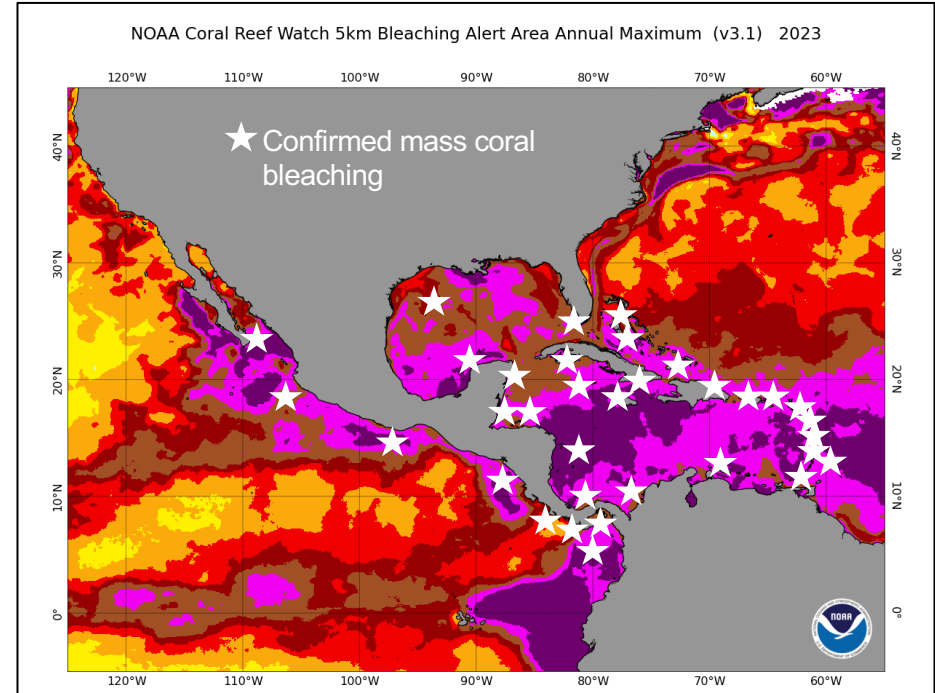 NOAA Coral Reef Watch 5km Bleaching Alert Area Annual Maximum (v3.1) 2023
120°W 110°W 100°W 90°W 80°W 70°W 60°W
Confirmed mass coral
bleaching
40°N 40°N
30°N 30°N
20°N 20°N
10°N 10°N
0° 0°
NOAA
120°W 110°W 100°W 90°W 80°W 70°W 60°W